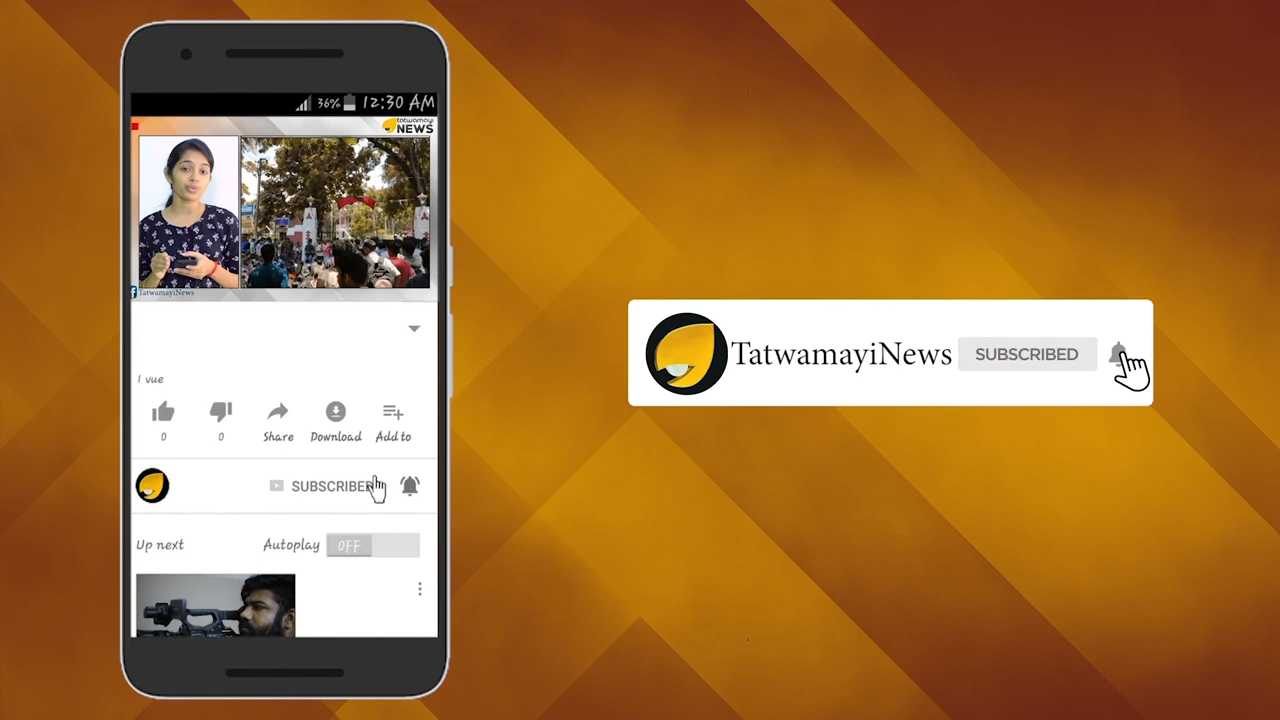 36% 12:30 AM
tatwamayi
NEWS
TatwamayiNews
1 vue
0 0 Share Download Add to
SUBSCRIBED
Up next Autoplay OFF
TatwamayiNews SUBSCRIBED